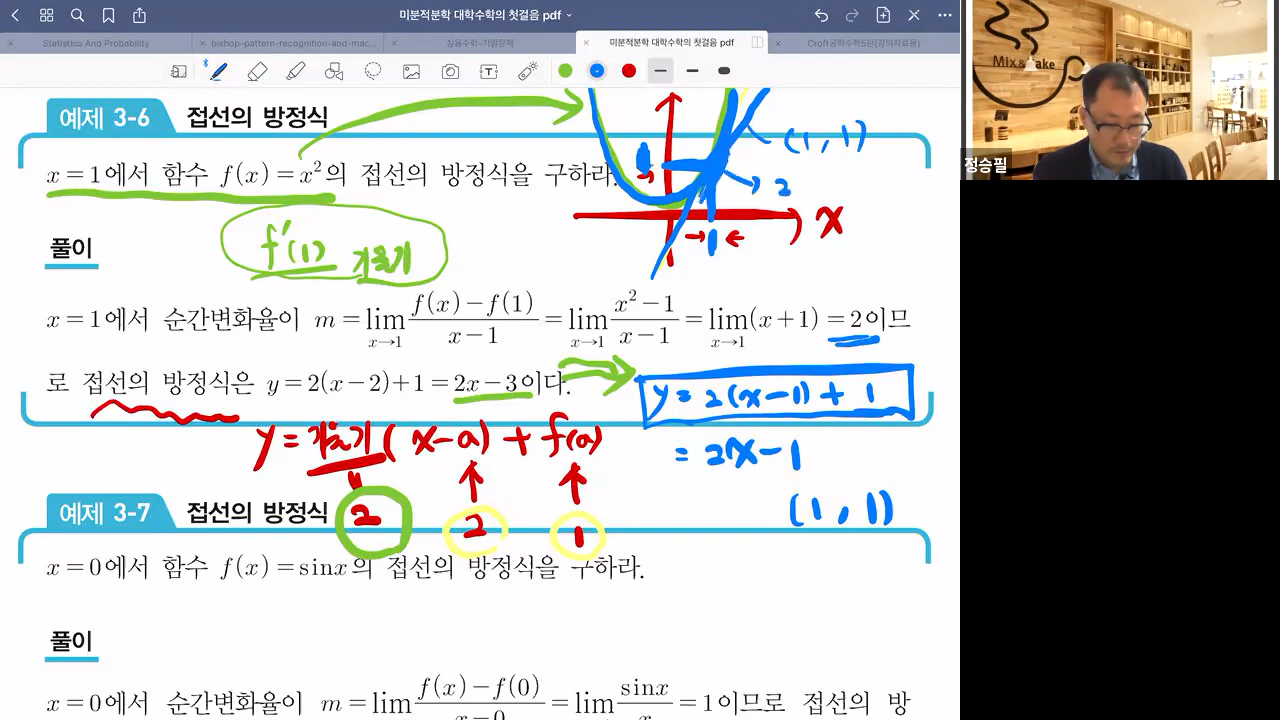 미분적분학 대학수학의 첫걸음 pdf
Statistics And Probability
bishop-pattern-recognition-and-mac...
실용수학-기말문제
미분적분학 대학수학의 첫걸음 pdf
Croft공학수학5판(강의자료용)
예제 3-6 접선의 방정식
x=1에서 함수 f(x)=x²의 접선의 방정식을 구하라.
(1,1)
2
1
x
1
풀이
f'(1) 기울기
x=1에서 순간변화율이 m=lim x→1 f(x)-f(1)/x-1 =lim x→1 x²-1/x-1 =lim x→1 (x+1)=2이므
로 접선의 방정식은 y=2(x-2)+1=2x-3이다.
y=2(x-1)+1
y=기울기(x-a)+f(a)
=2x-1
2 2 1
(1,1)
예제 3-7 접선의 방정식
x=0에서 함수 f(x)=sinx의 접선의 방정식을 구하라.
풀이
x=0에서 순간변화율이 m=lim f(x)-f(0)/x-0 =lim sinx/x =1이므로 접선의 방
Mix&Make
정승필